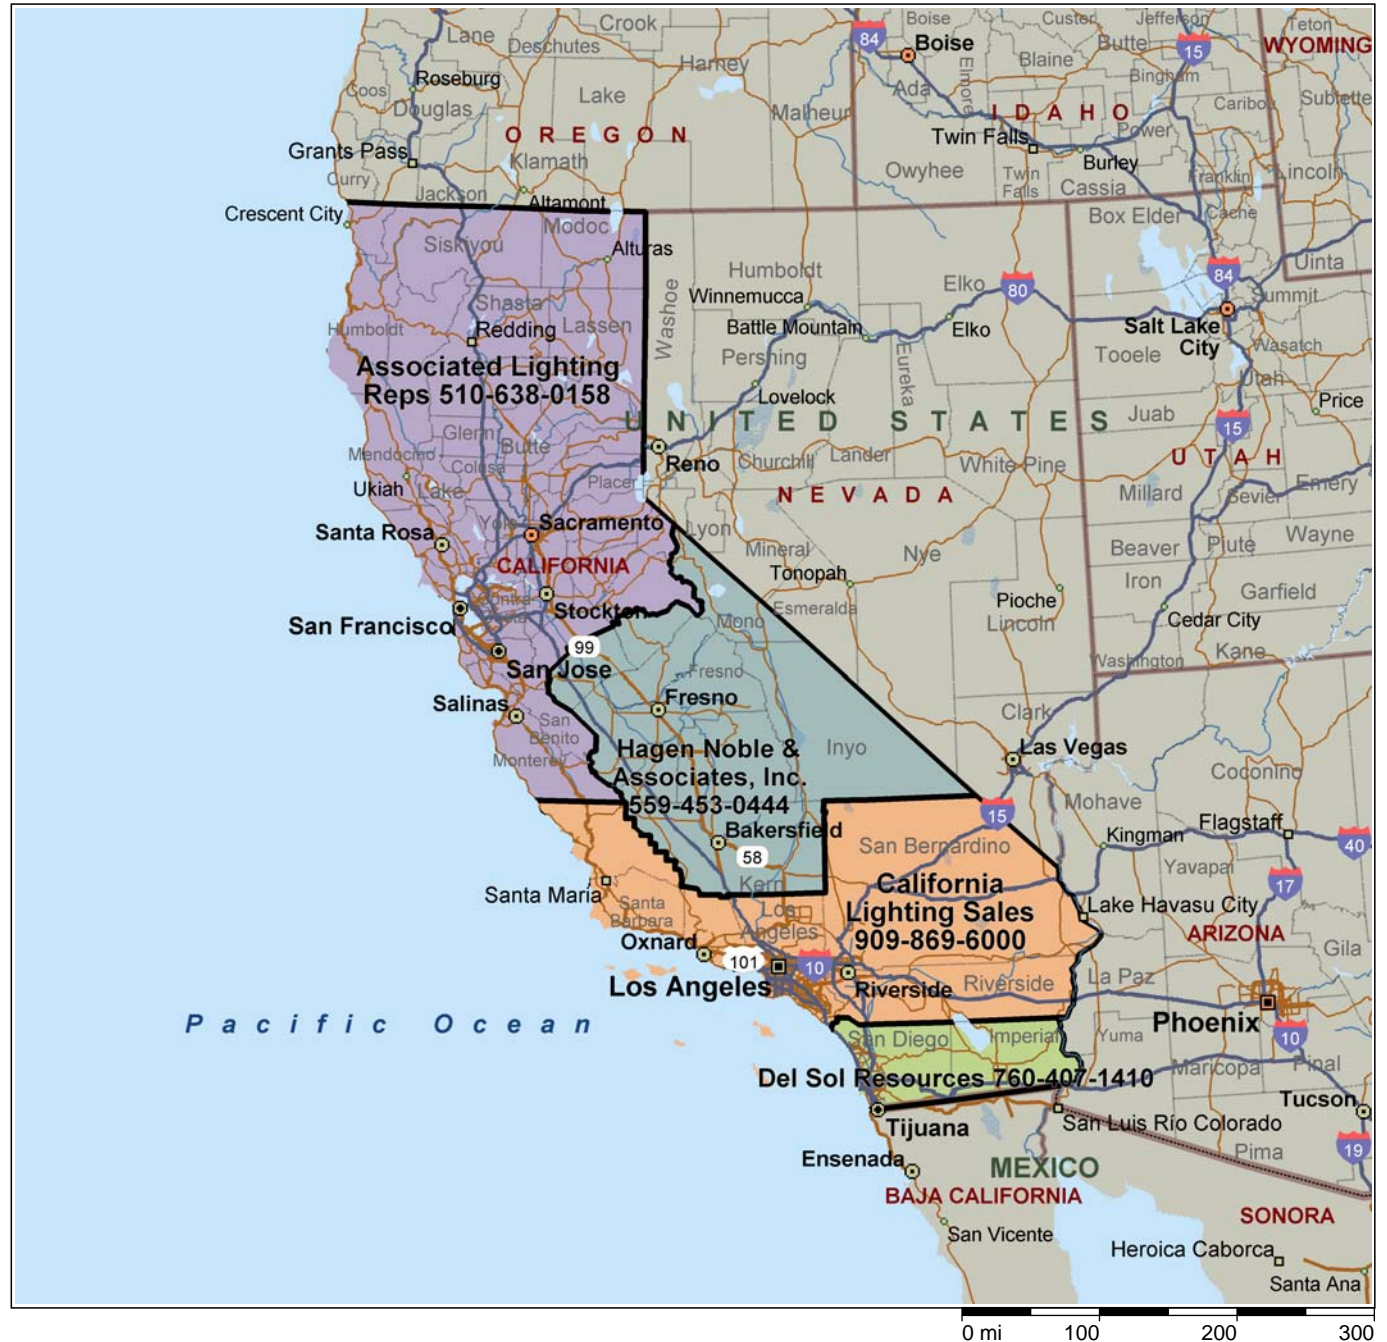 Crook
Boise
Custer
Jefferson
Teton
Lane
Deschutes
84
Boise
Butte
15
WYOMING
Harney
Blaine
Elmore
Bingham
Roseburg
Coos
Douglas
Lake
Ada
Malheur
Caribou
Sublette
OREGON
IDAHO
Power
Grants Pass
Twin Falls
Klamath
Owyhee
Burley
Curry
Jackson
Twin
Falls
Cassia
Franklin
Lincoln
Crescent City
Altamont
Modoc
Box Elder
Cache
Siskiyou
Alturas
Humboldt
Elko
80
84
Uinta
Shasta
Lassen
Washoe
Winnemucca
Summit
Humboldt
Redding
Battle Mountain
Elko
Salt Lake
City
Associated Lighting
Reps 510-638-0158
Pershing
Eureka
Tooele
Wasatch
Utah
Lovelock
Price
UNITED STATES
Juab
15
Glenn
Butte
Mendocino
Colusa
Reno
Churchill
Lander
White Pine
UTAH
Ukiah
Lake
Placer
NEVADA
Millard
Sevier
Emery
Santa Rosa
Yolo
Sacramento
Lyon
Mineral
Nye
Beaver
Piute
Wayne
CALIFORNIA
Tonopah
Iron
Garfield
Contra
Costa
Stockton
Esmeralda
Pioche
Lincoln
San Francisco
Mono
Cedar City
99
San Jose
Fresno
Washington
Kane
Salinas
Fresno
San
Benito
Monterey
Clark
Hagen Noble &
Associates, Inc.
559-453-0444
Inyo
Las Vegas
Coconino
Mohave
15
Bakersfield
58
San Bernardino
Kingman
Flagstaff
40
Yavapai
17
Kern
Santa Maria
Santa
Barbara
Los
Angeles
California
Lighting Sales
909-869-6000
Lake Havasu City
ARIZONA
Gila
Oxnard
101
10
Los Angeles
Riverside
Riverside
La Paz
Phoenix
Pacific Ocean
San Diego
Imperial
Yuma
10
Maricopa
Pinal
Del Sol Resources 760-407-1410
Tucson
Tijuana
San Luis Río Colorado
19
Ensenada
MEXICO
Pima
BAJA CALIFORNIA
SONORA
San Vicente
Heroica Caborca
Santa Ana
0 mi 100 200 300